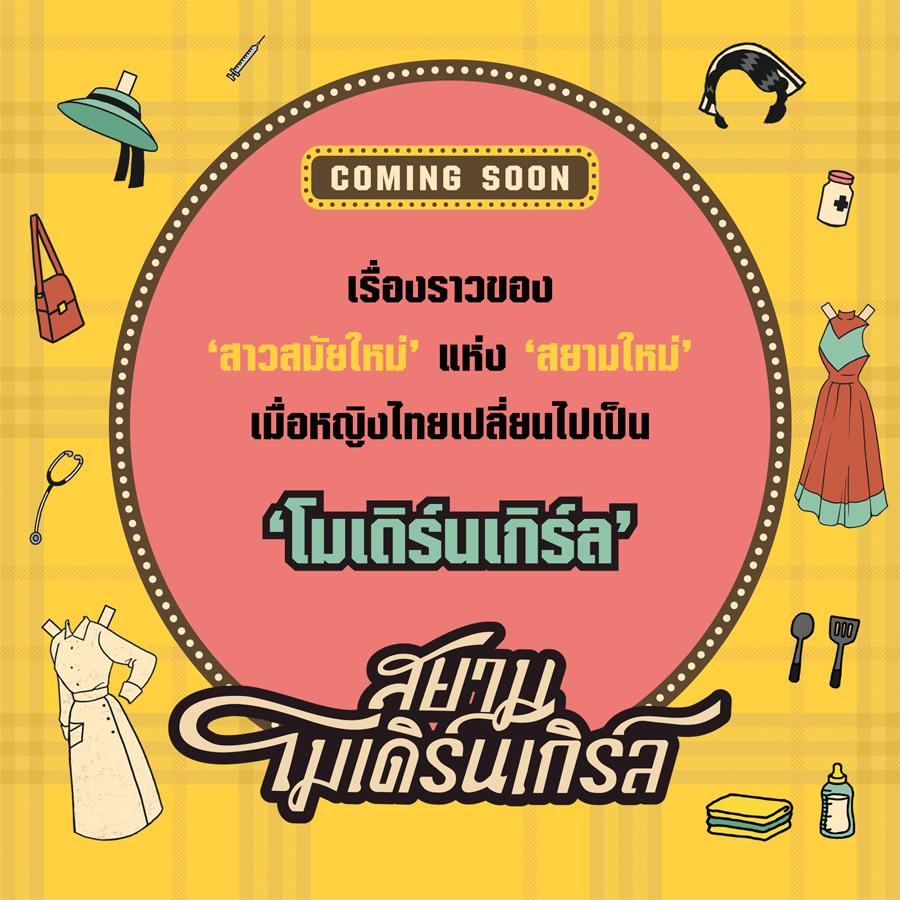 COMING SOON
เรื่องราวของ
‘สาวสมัยใหม่’ แห่ง ‘สยามใหม่’
เมื่อหญิงไทยเปลี่ยนไปเป็น
‘โมเดิร์นเกิร์ล’
สยาม
โมเดิร์นเกิร์ล